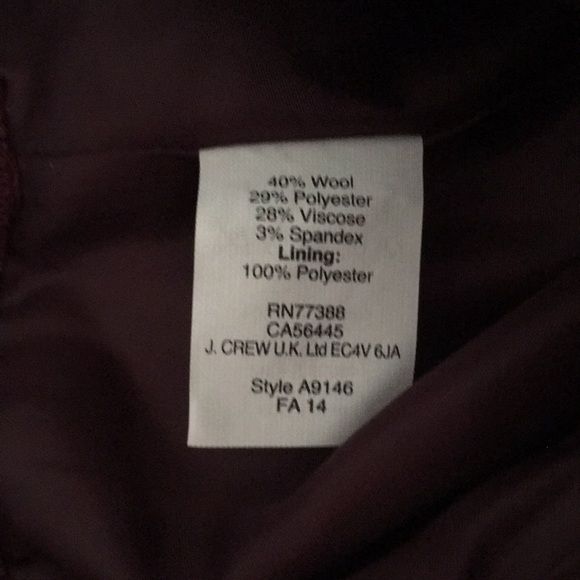 40% Wool
29% Polyester
28% Viscose
3% Spandex
Lining:
100% Polyester
RN77388
CA56445
J. CREW U.K. Ltd EC4V 6JA
Style A9146
FA 14